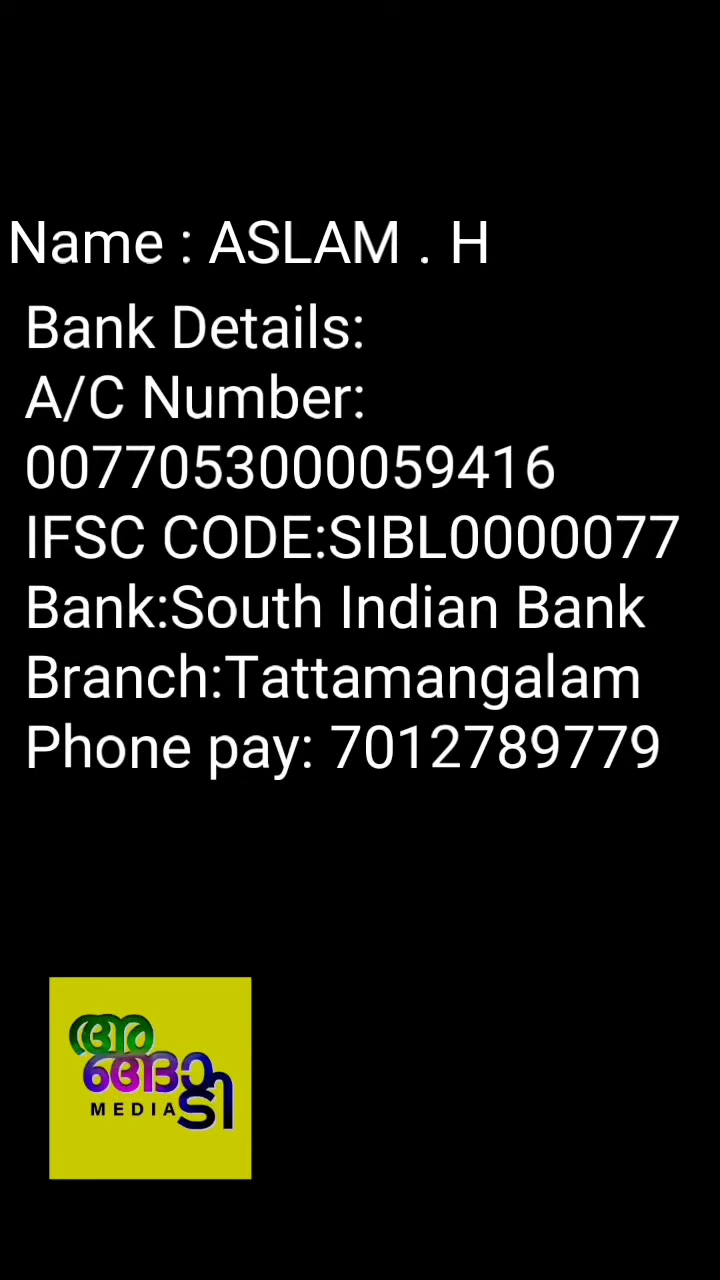 Name : ASLAM . H
Bank Details:
A/C Number:
0077053000059416
IFSC CODE:SIBL0000077
Bank:South Indian Bank
Branch:Tattamangalam
Phone pay: 7012789779
അ
ങ്ങോ
MEDIA
ടി